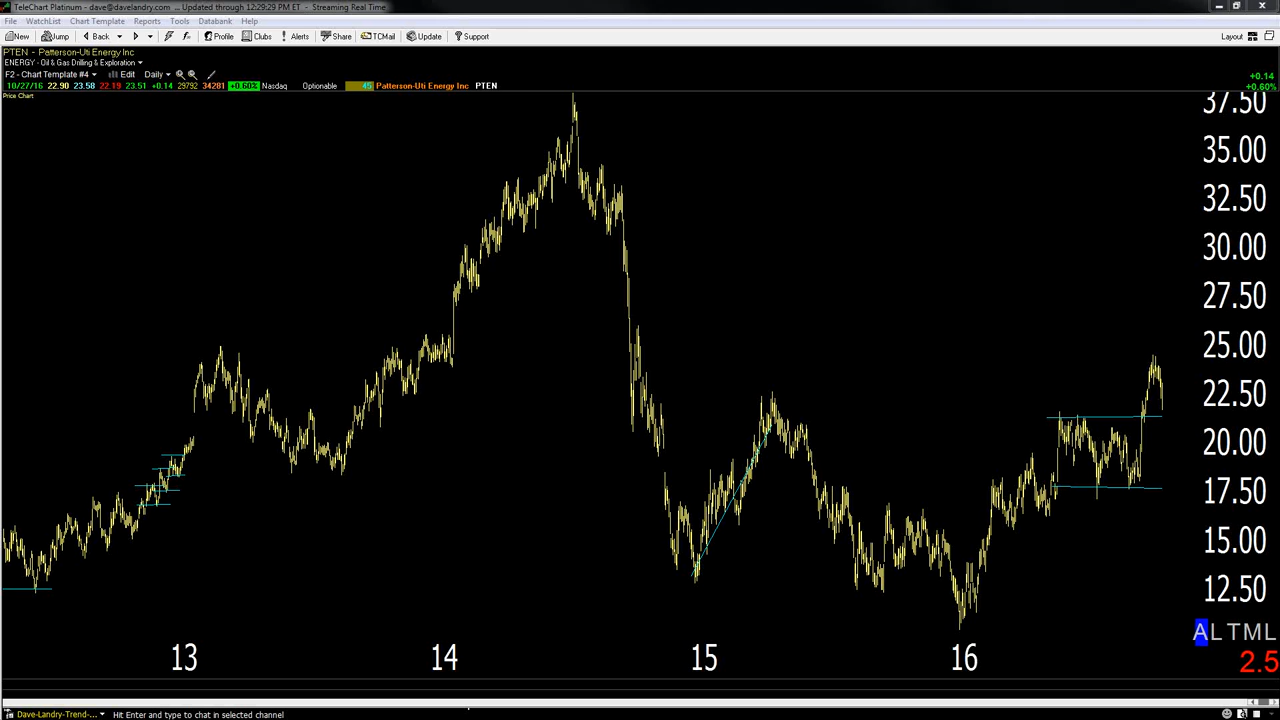 TeleChart Platinum - dave@davelandry.com ... Updated through 12:29:29 PM ET - Streaming Real Time
File WatchList Chart Template Reports Tools Databank Help
New Jump Back Profile Clubs Alerts Share TCMail Update Support Layout
PTEN - Patterson-Uti Energy Inc
ENERGY - Oil & Gas Drilling & Exploration
F2 - Chart Template #4 Edit Daily
+0.14
10/27/16 22.90 23.58 22.19 23.51 +0.14 29792 34281 +0.60% Nasdaq Optionable 45 Patterson-Uti Energy Inc PTEN +0.60%
Price Chart
37.50
35.00
32.50
30.00
27.50
25.00
22.50
20.00
17.50
15.00
12.50
A L T M L
13 14 15 16 2.5
Dave-Landry-Trend-... Hit Enter and type to chat in selected channel